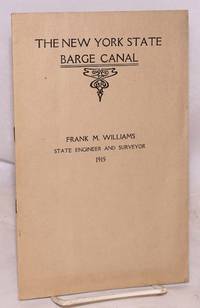 THE NEW YORK STATE
BARGE CANAL
FRANK M. WILLIAMS
STATE ENGINEER AND SURVEYOR
1915